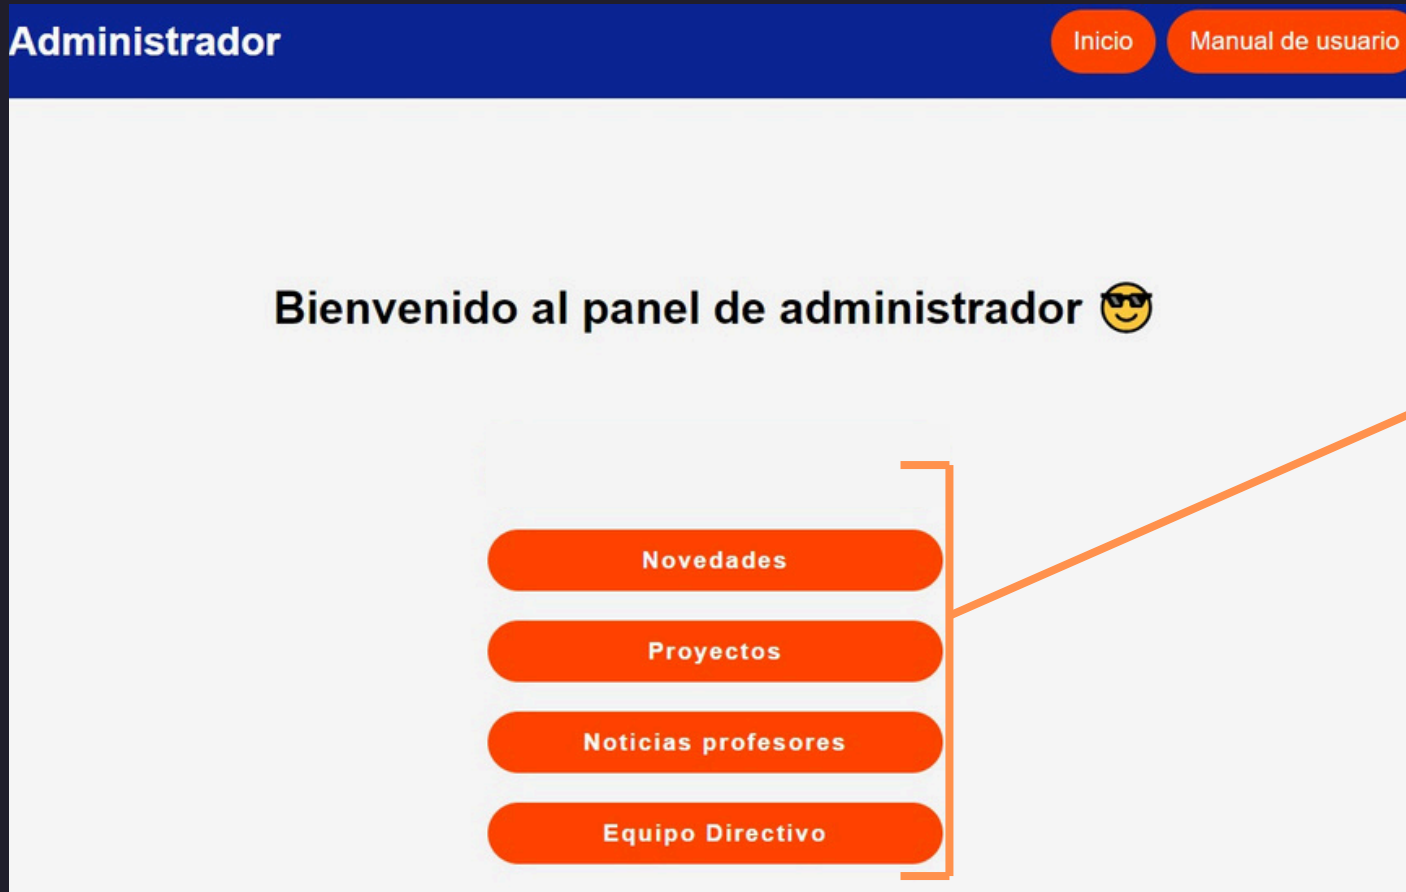 Administrador
Inicio
Manual de usuario
Bienvenido al panel de administrador 😎
Novedades
Proyectos
Noticias profesores
Equipo Directivo